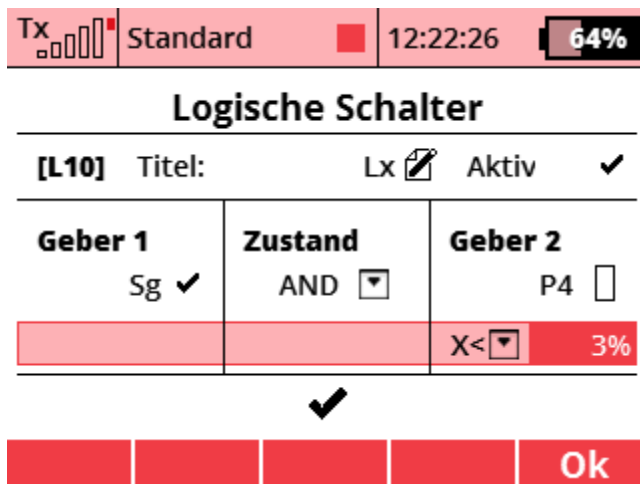 Tx Standard 12:22:26 64%
Logische Schalter
[L10] Titel: Lx Aktiv
Geber 1 Zustand Geber 2
Sg AND P4
X< 3%
Ok